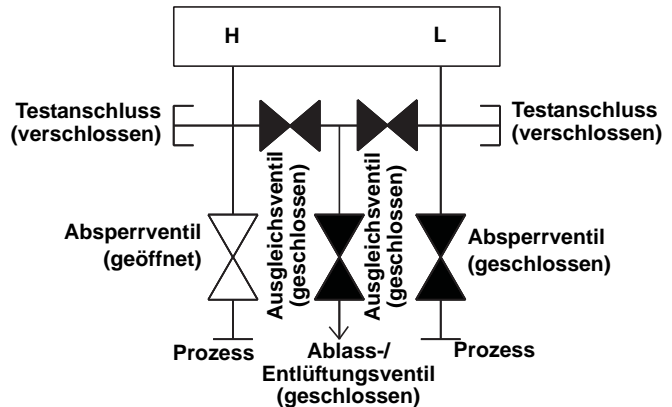 H
L
Testanschluss
(verschlossen)
Testanschluss
(verschlossen)
Ausgleichsventil
(geschlossen)
Ausgleichsventil
(geschlossen)
Absperrventil
(geöffnet)
Absperrventil
(geschlossen)
Prozess
Ablass-/
Entlüftungsventil
(geschlossen)
Prozess